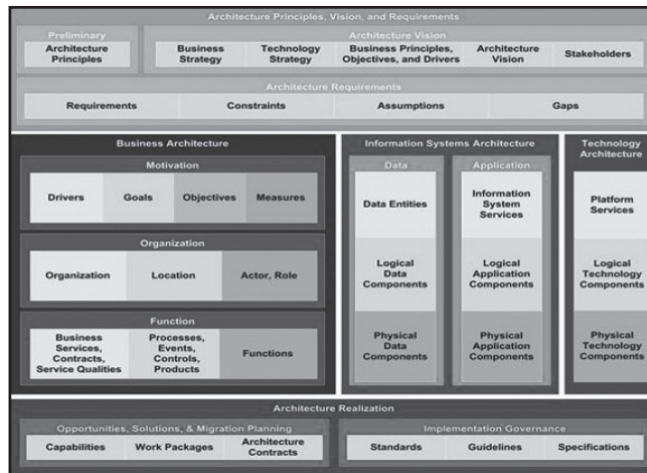 Architecture Principles, Vision, and Requirements
Preliminary
Architecture
Principles
Architecture Vision
Business
Strategy
Technology
Strategy
Business Principles,
Objectives, and Drivers
Architecture
Vision
Stakeholders
Architecture Requirements
Requirements
Constraints
Assumptions
Gaps
Business Architecture
Motivation
Drivers
Goals
Objectives
Measures
Organization
Organization
Location
Actor, Role
Function
Business
Services,
Contracts,
Service Qualities
Processes,
Events,
Controls,
Products
Functions
Information Systems Architecture
Data
Data Entities
Logical
Data
Components
Physical
Data
Components
Application
Information
System
Services
Logical
Application
Components
Physical
Application
Components
Technology
Architecture
Platform
Services
Logical
Technology
Components
Physical
Technology
Components
Architecture Realization
Opportunities, Solutions, & Migration Planning
Capabilities
Work Packages
Architecture
Contracts
Implementation Governance
Standards
Guidelines
Specifications